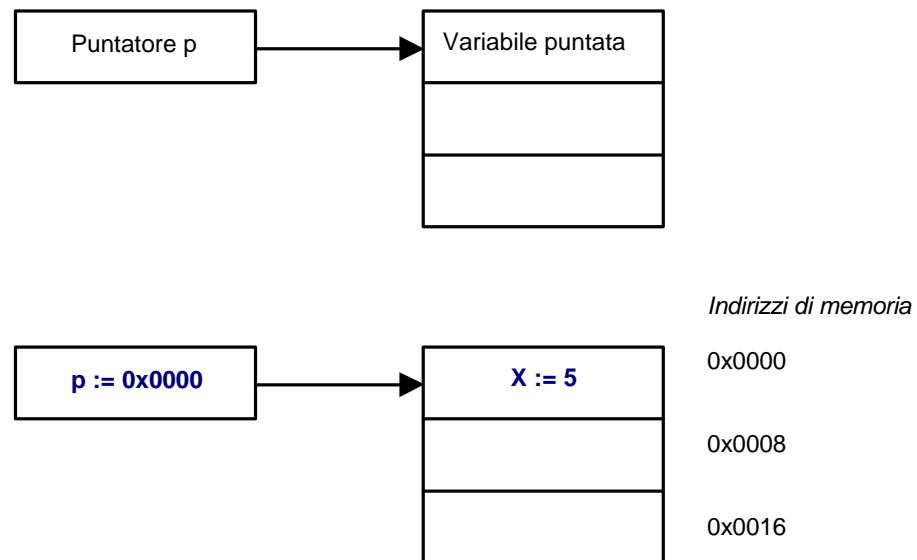 Puntatore p
Variabile puntata
Indirizzi di memoria
p := 0x0000
X := 5
0x0000
0x0008
0x0016